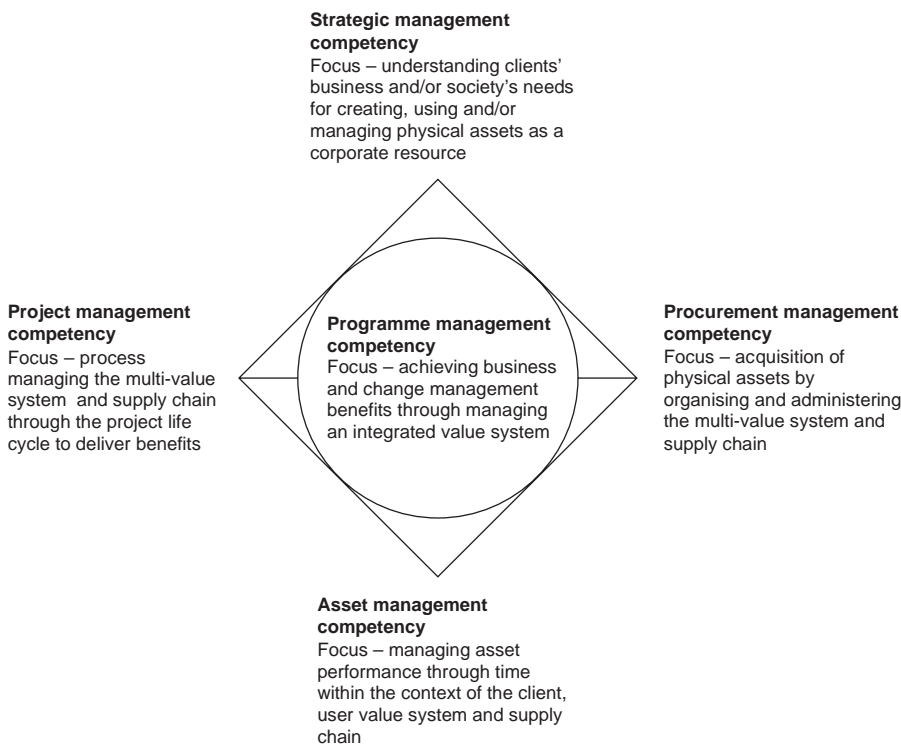 Strategic management
competency
Focus – understanding clients’
business and/or society’s needs
for creating, using and/or
managing physical assets as a
corporate resource
Project management
competency
Focus – process
managing the multi-value
system and supply chain
through the project life
cycle to deliver benefits
Programme management
competency
Focus – achieving business
and change management
benefits through managing
an integrated value system
Procurement management
competency
Focus – acquisition of
physical assets by
organising and administering
the multi-value system and
supply chain
Asset management
competency
Focus – managing asset
performance through time
within the context of the client,
user value system and supply
chain